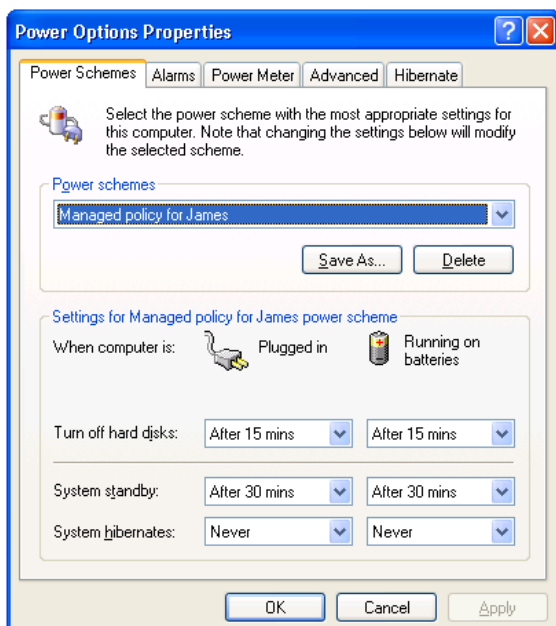 Power Options Properties
Power Schemes Alarms Power Meter Advanced Hibernate
Select the power scheme with the most appropriate settings for
this computer. Note that changing the settings below will modify
the selected scheme.
Power schemes
Managed policy for James
Save As... Delete
Settings for Managed policy for James power scheme
When computer is: Plugged in Running on
batteries
Turn off hard disks: After 15 mins After 15 mins
System standby: After 30 mins After 30 mins
System hibernates: Never Never
OK Cancel Apply